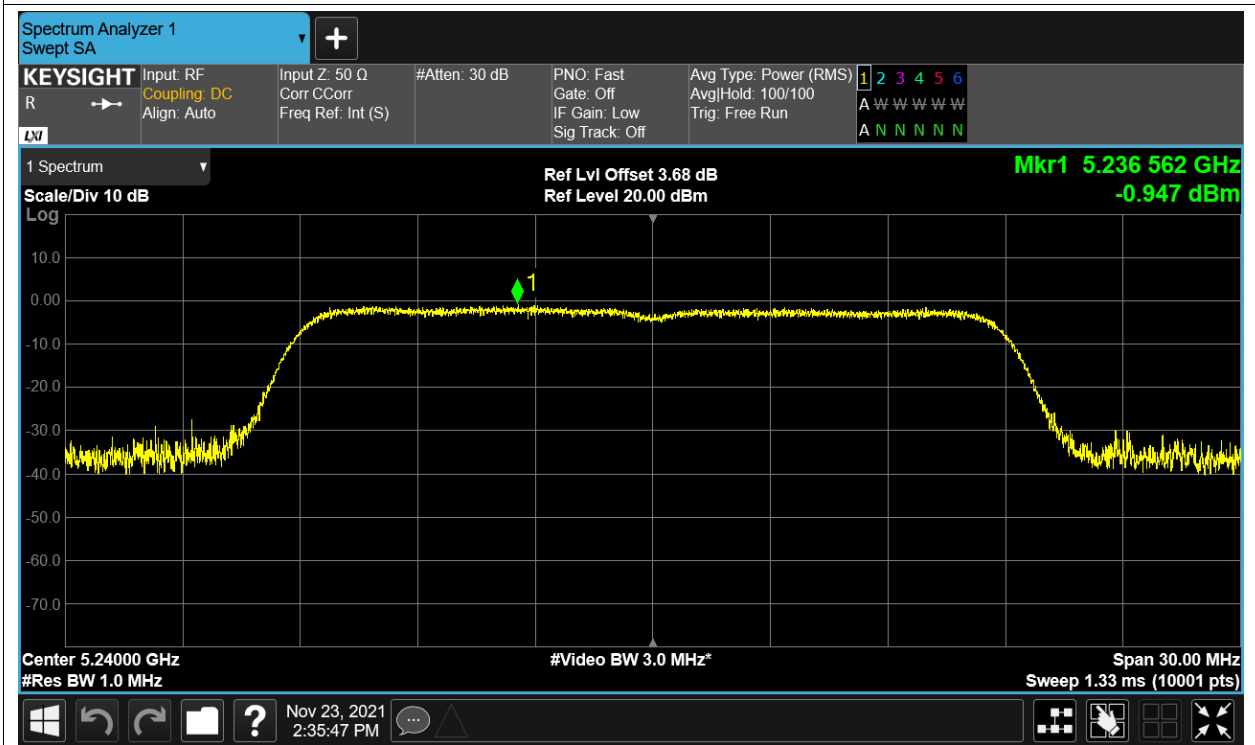 Spectrum Analyzer 1
Swept SA
KEYSIGHT
R
LXI
Input: RF
Coupling: DC
Align: Auto
Input Z: 50 Ω
Corr CCorr
Freq Ref: Int (S)
#Atten: 30 dB
PNO: Fast
Gate: Off
IF Gain: Low
Sig Track: Off
Avg Type: Power (RMS)
Avg|Hold: 100/100
Trig: Free Run
1 2 3 4 5 6
A W W W W W
A N N N N N
1 Spectrum
Scale/Div 10 dB
Ref Lvl Offset 3.68 dB
Ref Level 20.00 dBm
Mkr1 5.236 562 GHz
-0.947 dBm
Log
10.0
0.00
-10.0
-20.0
-30.0
-40.0
-50.0
-60.0
-70.0
1
Center 5.24000 GHz
#Res BW 1.0 MHz
#Video BW 3.0 MHz*
Span 30.00 MHz
Sweep 1.33 ms (10001 pts)
?
Nov 23, 2021
2:35:47 PM